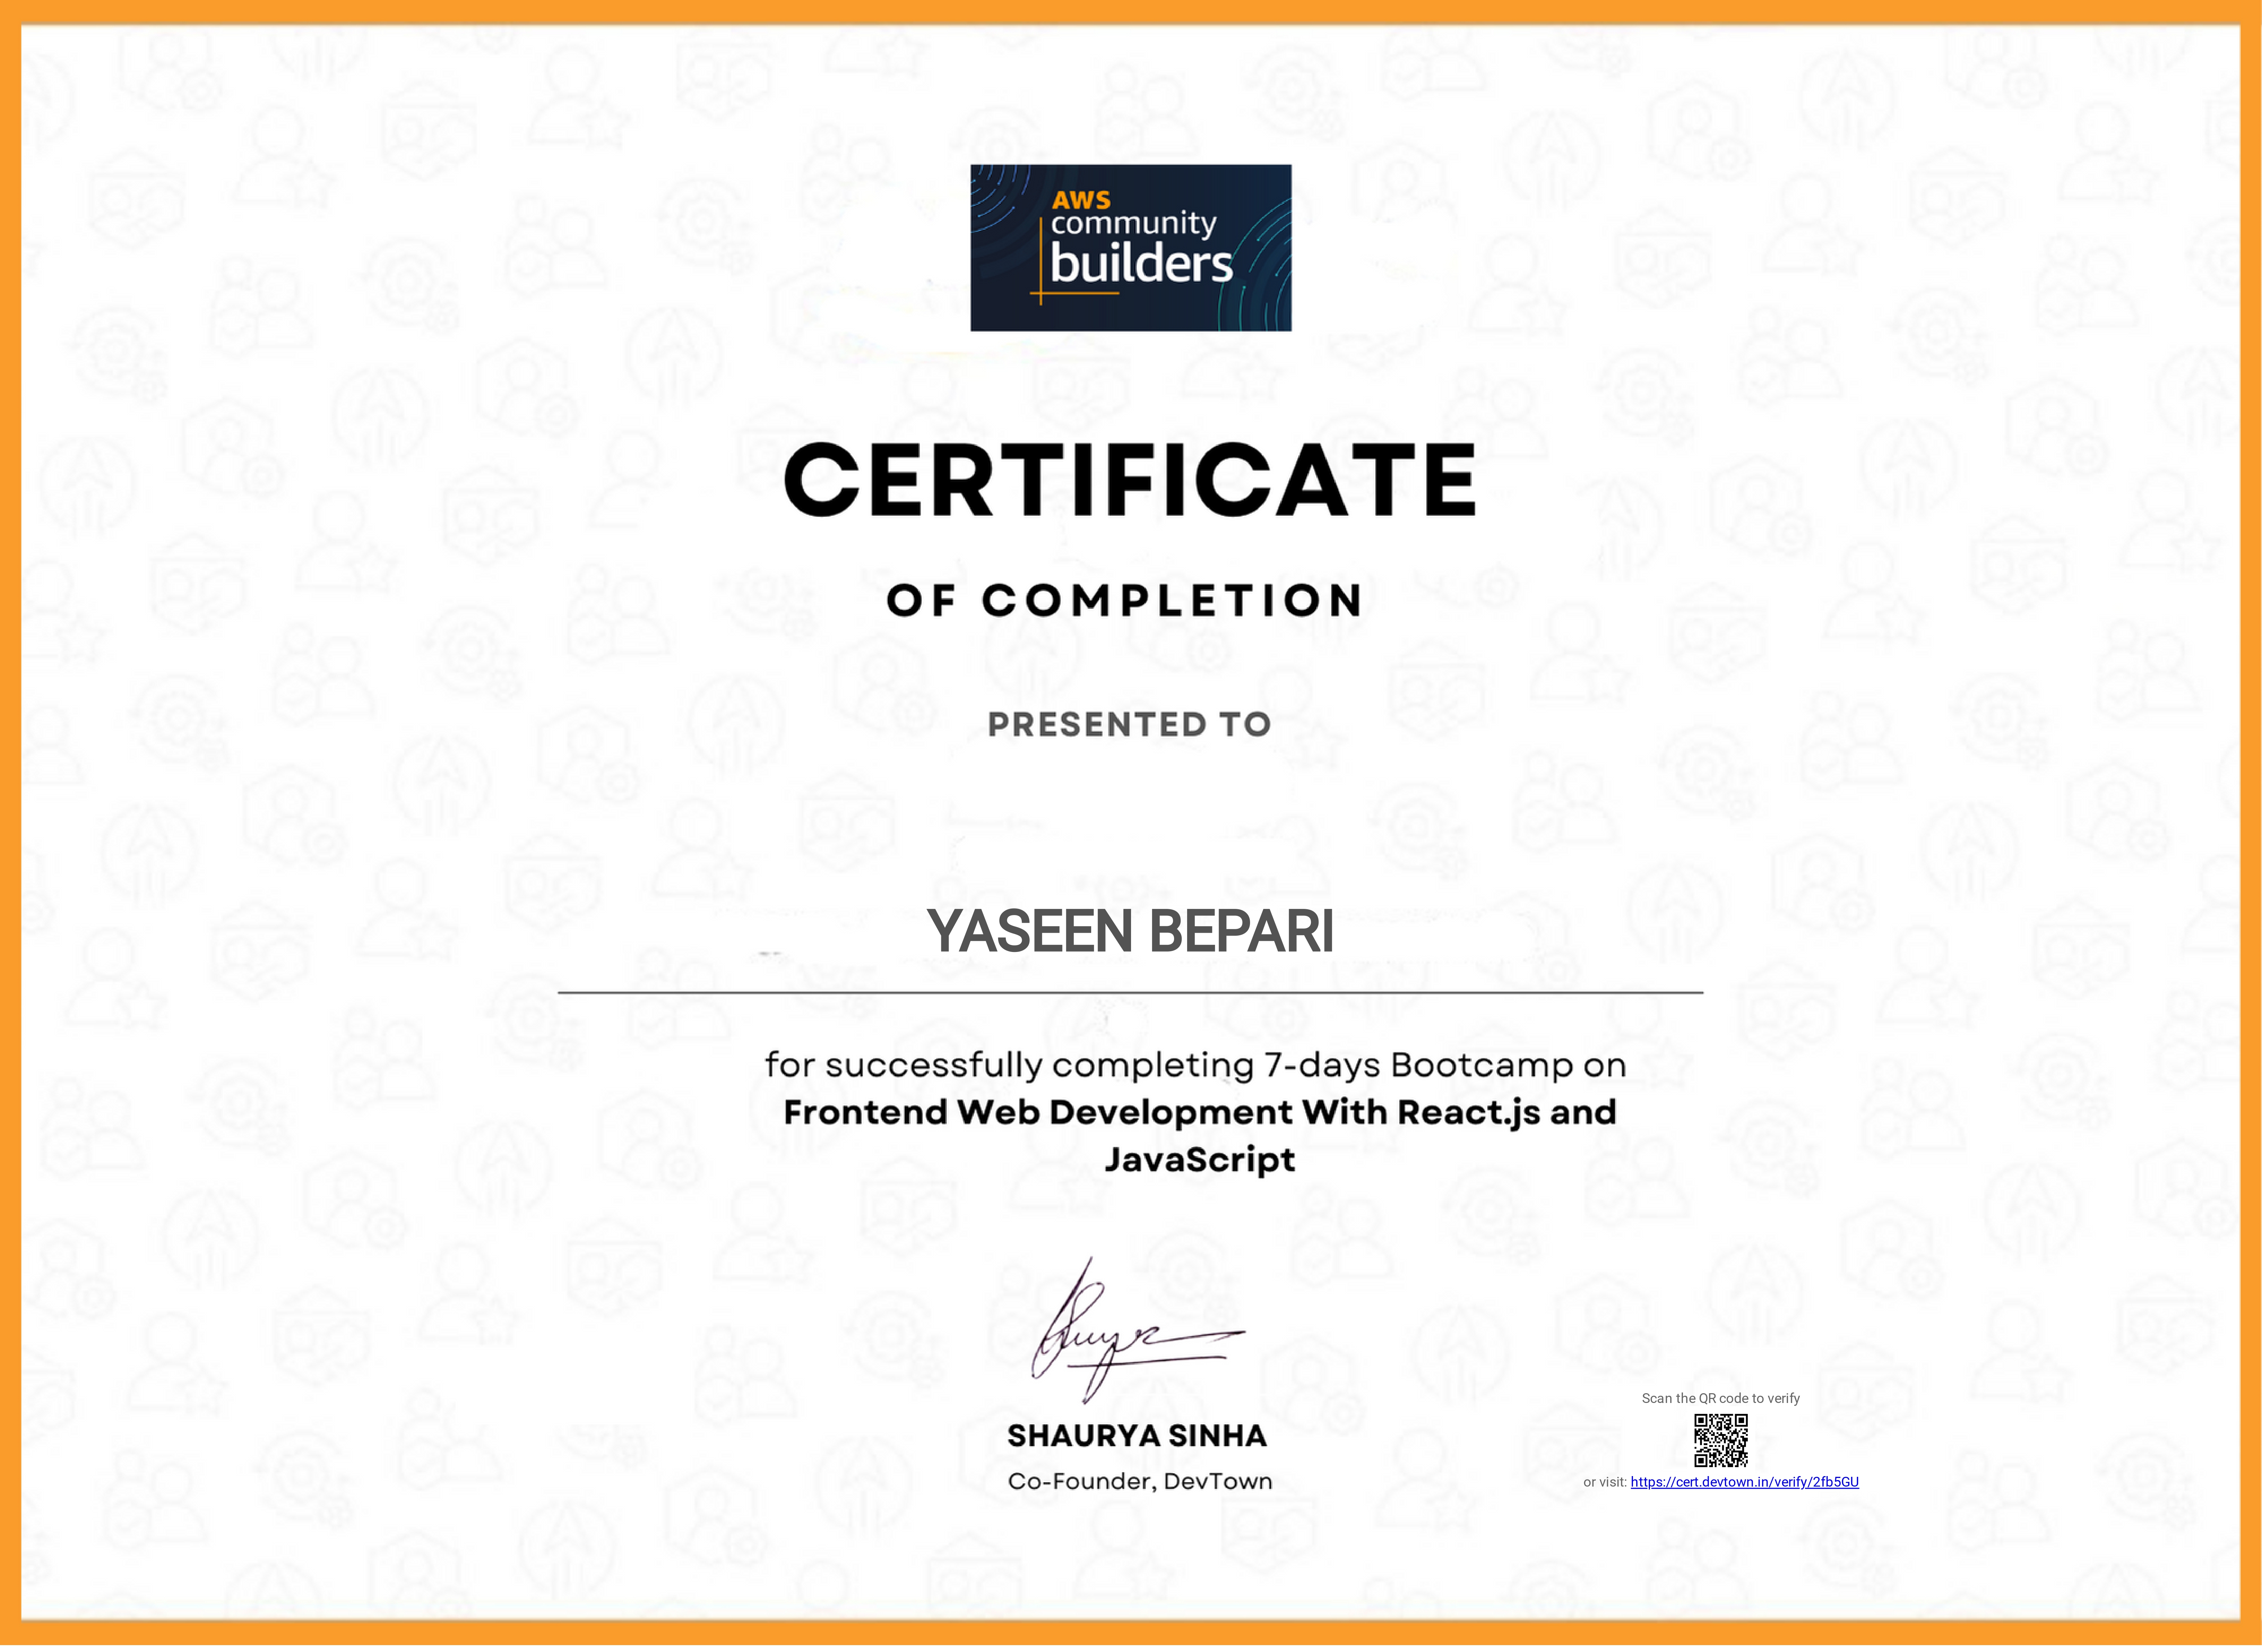 AWS
community
builders
CERTIFICATE
OF COMPLETION
PRESENTED TO
YASEEN BEPARI
for successfully completing 7-days Bootcamp on
Frontend Web Development With React.js and
JavaScript
SHAURYA SINHA
Co-Founder, DevTown
Scan the QR code to verify
or visit: https://cert.devtown.in/verify/2fb5GU